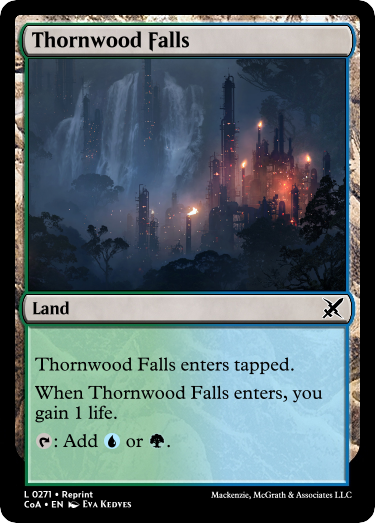 Thornwood Falls
Land
Thornwood Falls enters tapped.
When Thornwood Falls enters, you
gain 1 life.
: Add or .
L 0271 • Reprint
CoA • EN Eva Kedves
Mackenzie, McGrath & Associates LLC